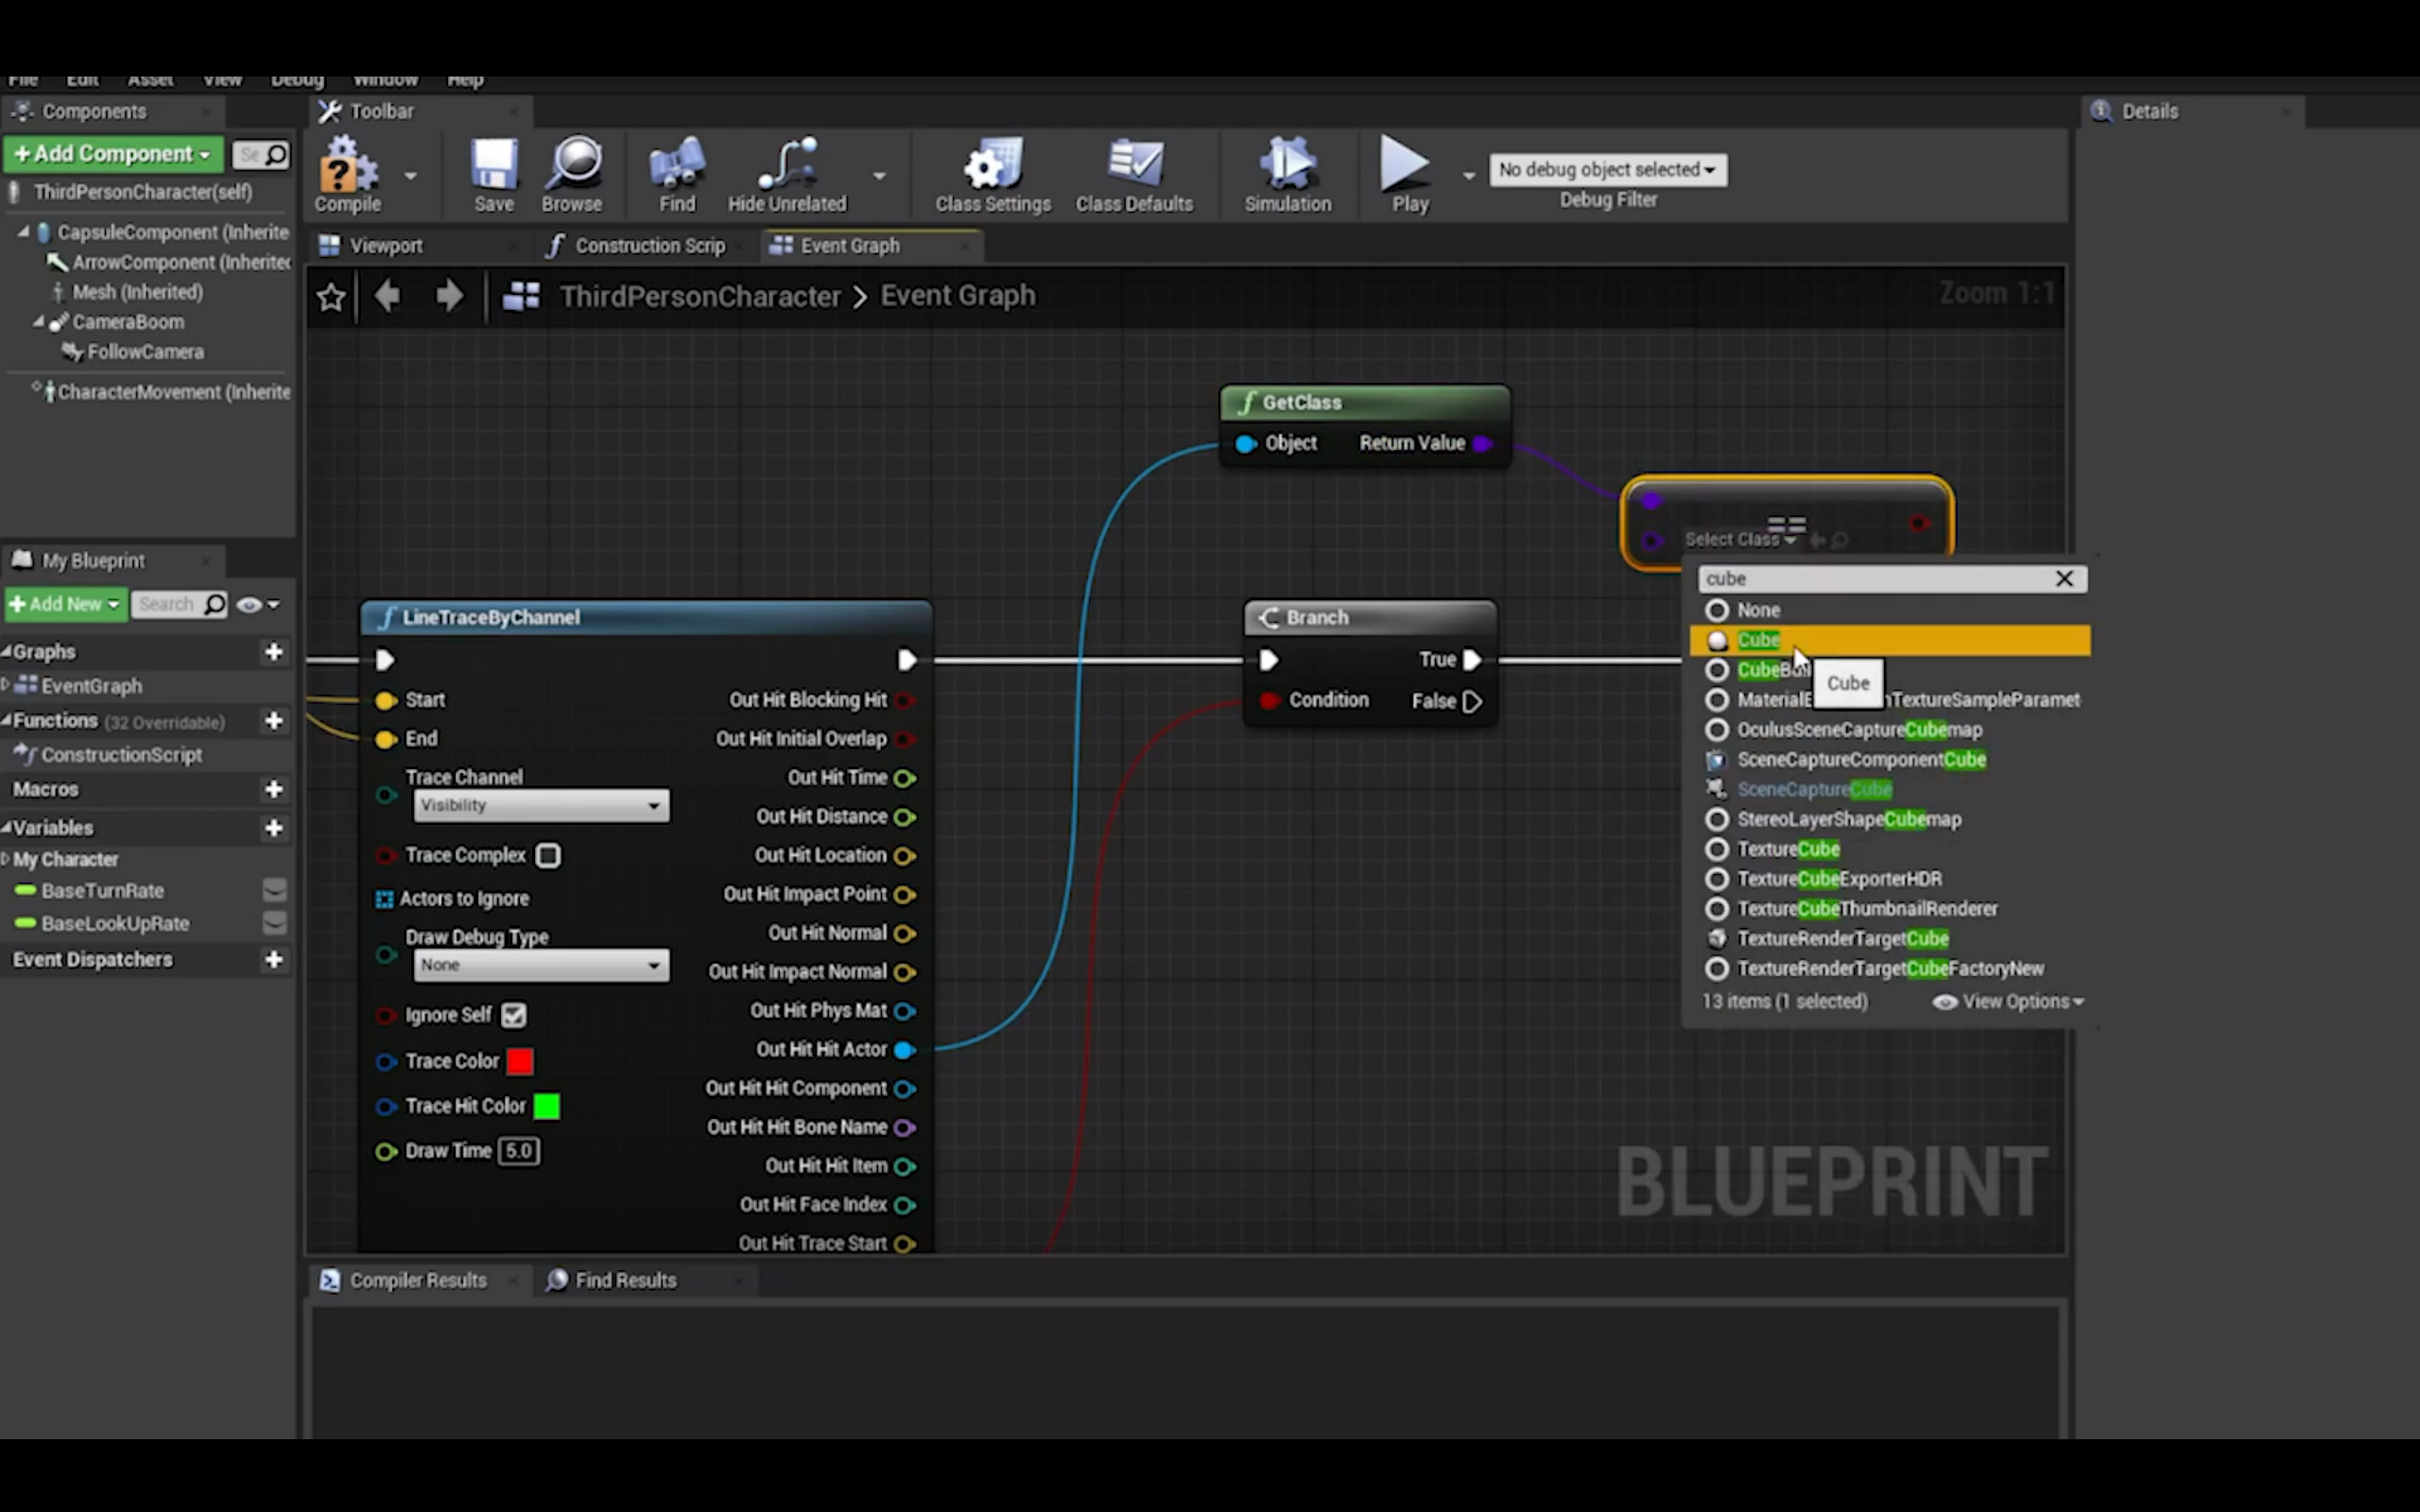 File Edit Asset View Debug Window Help
Components
Toolbar
Details
+Add Component
Se
ThirdPersonCharacter(self)
CapsuleComponent (Inherite
ArrowComponent (Inherited
Mesh (Inherited)
CameraBoom
FollowCamera
CharacterMovement (Inherite
Compile
Save
Browse
Find
Hide Unrelated
Class Settings
Class Defaults
Simulation
Play
No debug object selected
Debug Filter
Viewport
Construction Scrip
Event Graph
ThirdPersonCharacter > Event Graph
Zoom 1:1
My Blueprint
+Add New
Search
Graphs
EventGraph
Functions (32 Overridable)
ConstructionScript
Macros
Variables
My Character
BaseTurnRate
BaseLookUpRate
Event Dispatchers
f GetClass
Object
Return Value
==
Select Class
f LineTraceByChannel
Start
End
Trace Channel
Visibility
Trace Complex
Actors to Ignore
Draw Debug Type
None
Ignore Self
Trace Color
Trace Hit Color
Draw Time 5.0
Out Hit Blocking Hit
Out Hit Initial Overlap
Out Hit Time
Out Hit Distance
Out Hit Location
Out Hit Impact Point
Out Hit Normal
Out Hit Impact Normal
Out Hit Phys Mat
Out Hit Hit Actor
Out Hit Hit Component
Out Hit Hit Bone Name
Out Hit Hit Item
Out Hit Face Index
Out Hit Trace Start
Branch
True
Condition
False
cube
None
Cube
Cube
OculusSceneCaptureCubemap
SceneCaptureComponentCube
SceneCaptureCube
StereoLayerShapeCubemap
TextureCube
TextureCubeExporterHDR
TextureCubeThumbnailRenderer
TextureRenderTargetCube
TextureRenderTargetCubeFactoryNew
13 items (1 selected)
View Options
BLUEPRINT
Compiler Results
Find Results